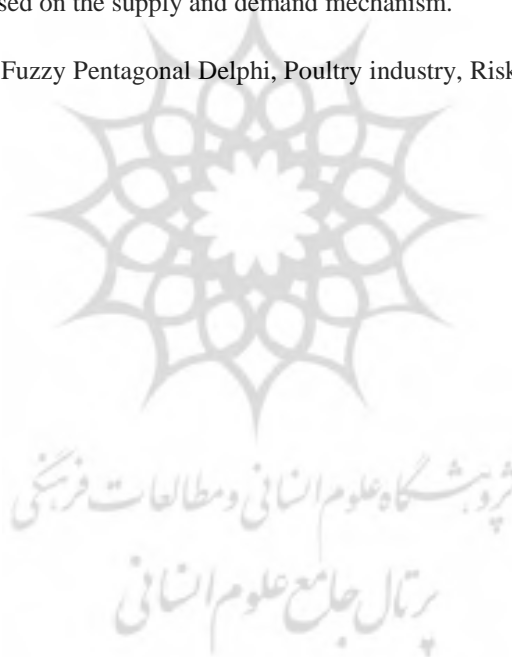 sed on the supply and demand mechanism.
Fuzzy Pentagonal Delphi, Poultry industry, Risk
پژوهشگاه علوم انسانی و مطالعات فرهنگی
پرتال جامع علوم انسانی